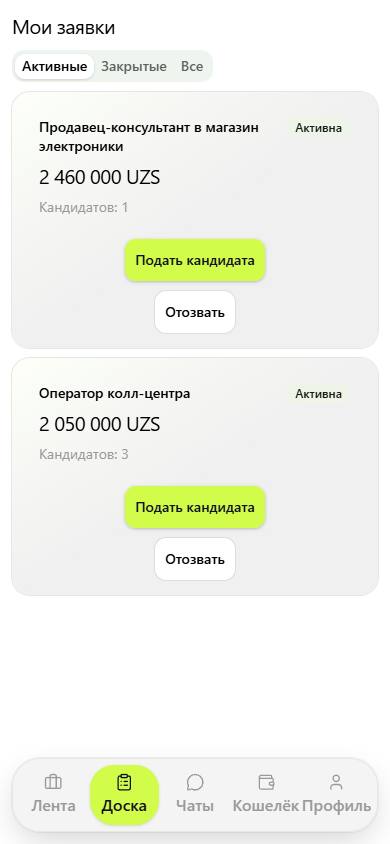 Мои заявки
Активные Закрытые Все
Продавец-консультант в магазин Активна
электроники
2 460 000 UZS
Кандидатов: 1
Подать кандидата
Отозвать
Оператор колл-центра Активна
2 050 000 UZS
Кандидатов: 3
Подать кандидата
Отозвать
Лента Доска Чаты Кошелёк Профиль